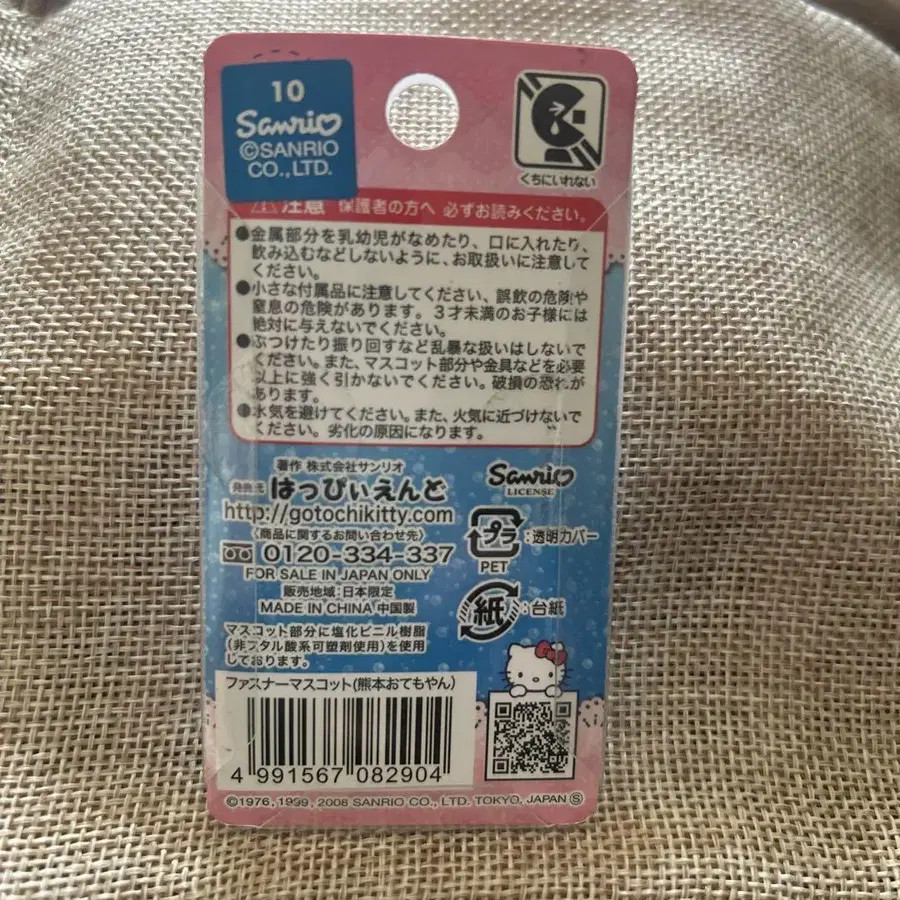 10
Sanrio
©SANRIO
CO.,LTD.
くちにいれない
⚠注意 保護者の方へ 必ずお読みください。
●金属部分を乳幼児がなめたり、口に入れたり、
飲み込むなどしないように、お取扱いに注意して
ください。
●小さな付属品に注意してください、誤飲の危険や
窒息の危険があります。3才未満のお子様には
絶対に与えないでください。
●ぶつけたり振り回すなど乱暴な扱いはしないで
ください。また、マスコット部分や金具などを必要
以上に強く引かないでください。破損の恐れが
あります。
●水気を避けてください。また、火気に近づけないで
ください。劣化の原因になります。
著作 株式会社サンリオ
発売元 はっぴぃえんど
http://gotochikitty.com
〈商品に関するお問い合わせ先〉
0120-334-337
FOR SALE IN JAPAN ONLY
販売地域:日本限定
MADE IN CHINA 中国製
マスコット部分に塩化ビニル樹脂
(非フタル酸系可塑剤使用)を使用
しております。
Sanrio
LICENSE
プラ :透明カバー
PET
紙 :台紙
ファスナーマスコット(熊本おてもやん)
4 991567 082904
©1976, 1999, 2008 SANRIO CO., LTD. TOKYO, JAPAN Ⓢ